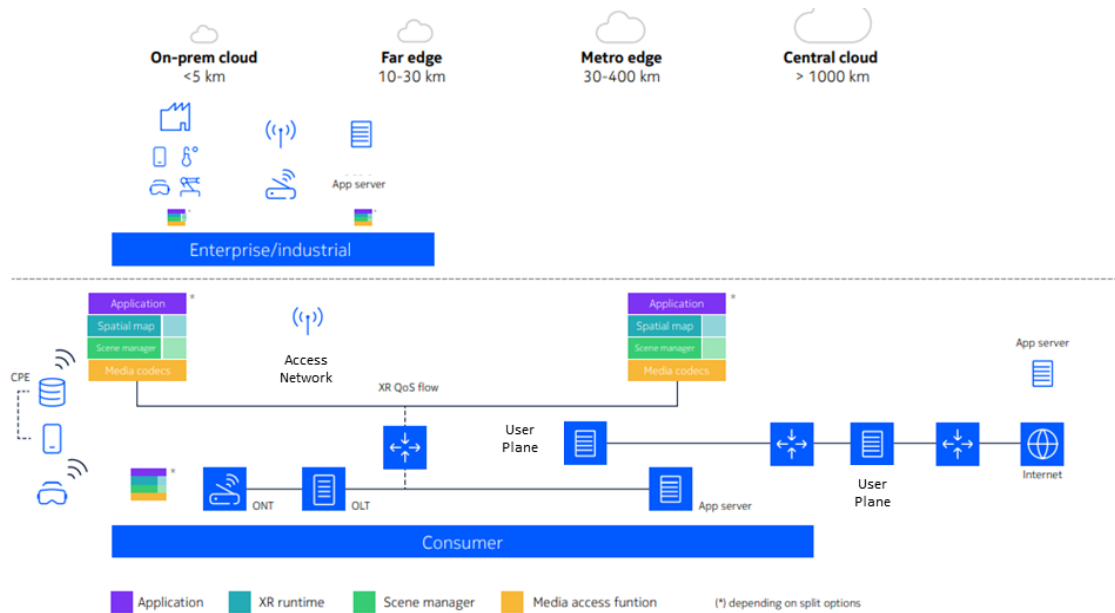 On-prem cloud
<5 km
Far edge
10-30 km
Metro edge
30-400 km
Central cloud
> 1000 km
App server
*
*
Enterprise/industrial
Application
*
Spatial map
Scene manager
Media codecs
Access
Network
Application
*
Spatial map
Scene manager
Media codecs
App server
CPE
XR QoS flow
User
Plane
Internet
*
ONT
OLT
App server
User
Plane
Consumer
Application
XR runtime
Scene manager
Media access funtion
(*) depending on split options